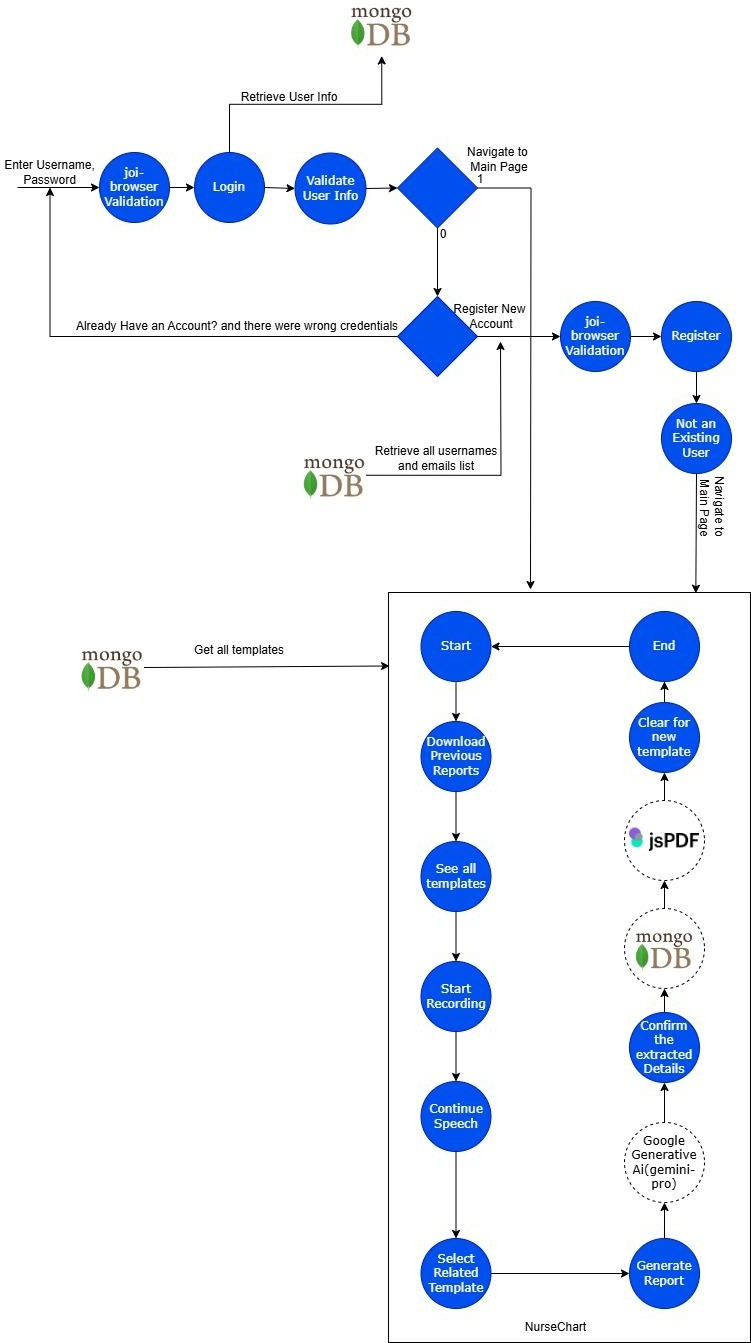 mongo
DB
Retrieve User Info
Enter Username,
Password
joi-
browser
Validation
Login
Validate
User Info
Navigate to
Main Page
1
0
Already Have an Account? and there were wrong credentials
Register New
Account
joi-
browser
Validation
Register
Not an
Existing
User
Retrieve all usernames
and emails list
mongo
DB
Navigate to
Main Page
mongo
DB
Get all templates
Start
End
Download
Previous
Reports
Clear for
new
template
See all
templates
jsPDF
mongo
DB
Start
Recording
Confirm
the
extracted
Details
Continue
Speech
Google
Generative
Ai(gemini-
pro)
Select
Related
Template
Generate
Report
NurseChart